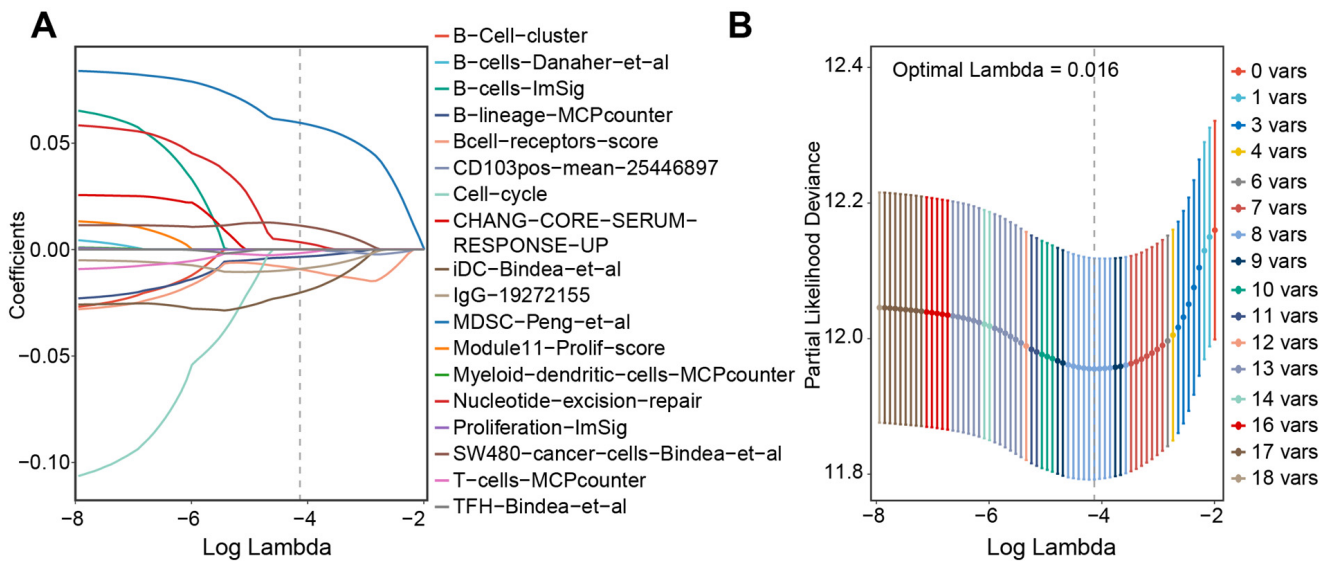 A
0.05
0.00
−0.05
−0.10
Coefficients
−8
−6
−4
−2
Log Lambda
B−Cell−cluster
B−cells−Danaher−et−al
B−cells−ImSig
B−lineage−MCPcounter
Bcell−receptors−score
CD103pos−mean−25446897
Cell−cycle
CHANG−CORE−SERUM−
RESPONSE−UP
iDC−Bindea−et−al
IgG−19272155
MDSC−Peng−et−al
Module11−Prolif−score
Myeloid−dendritic−cells−MCPcounter
Nucleotide−excision−repair
Proliferation−ImSig
SW480−cancer−cells−Bindea−et−al
T−cells−MCPcounter
TFH−Bindea−et−al
B
Optimal Lambda = 0.016
12.4
12.2
12.0
11.8
Partial Likelihood Deviance
−8
−6
−4
−2
Log Lambda
0 vars
1 vars
3 vars
4 vars
6 vars
7 vars
8 vars
9 vars
10 vars
11 vars
12 vars
13 vars
14 vars
16 vars
17 vars
18 vars